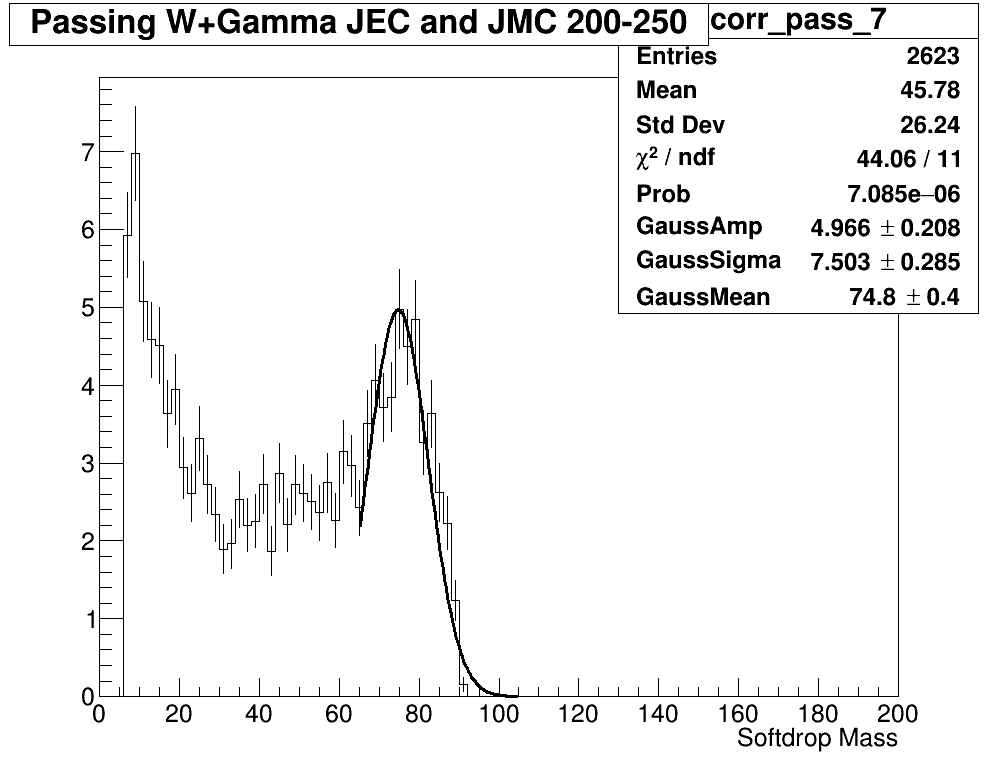 Passing W+Gamma JEC and JMC 200-250
corr_pass_7
Entries 2623
Mean 45.78
Std Dev 26.24
χ² / ndf 44.06 / 11
Prob 7.085e−06
GaussAmp 4.966 ± 0.208
GaussSigma 7.503 ± 0.285
GaussMean 74.8 ± 0.4
7
6
5
4
3
2
1
0
0 20 40 60 80 100 120 140 160 180 200
Softdrop Mass